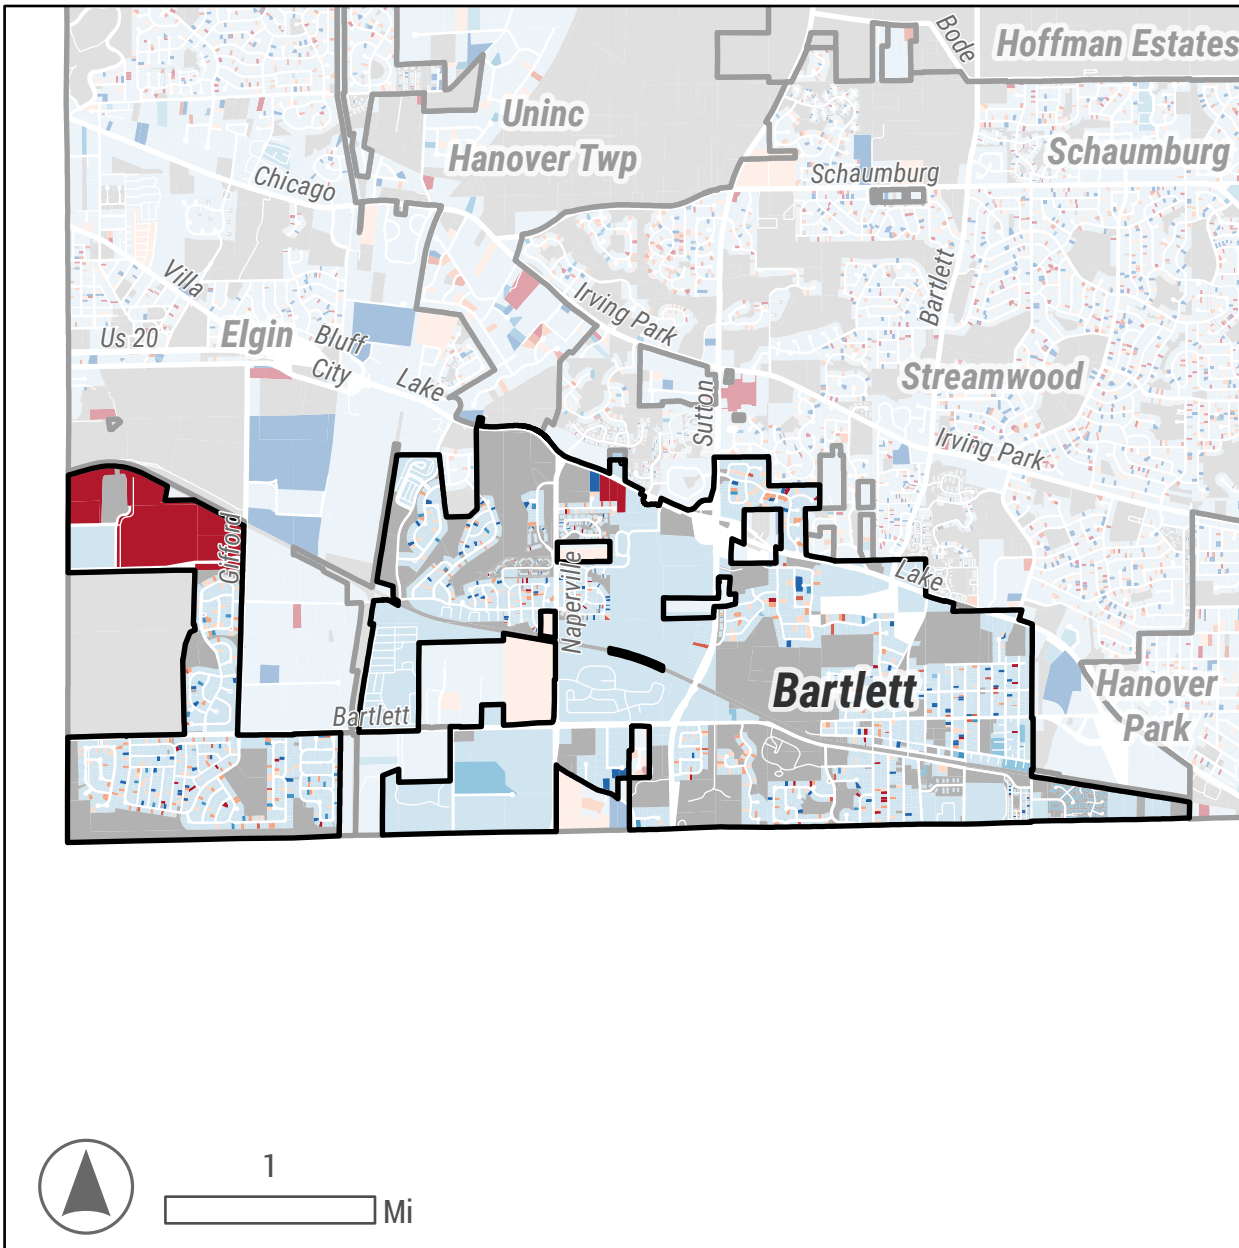 Bode
Hoffman Estates
Uninc
Hanover Twp
Schaumburg
Schaumburg
Chicago
Villa
Irving Park
Bartlett
Us 20
Elgin
Bluff
City
Lake
Sutton
Streamwood
Irving Park
Gifford
Naperville
Lake
Bartlett
Bartlett
Hanover
Park
1
Mi